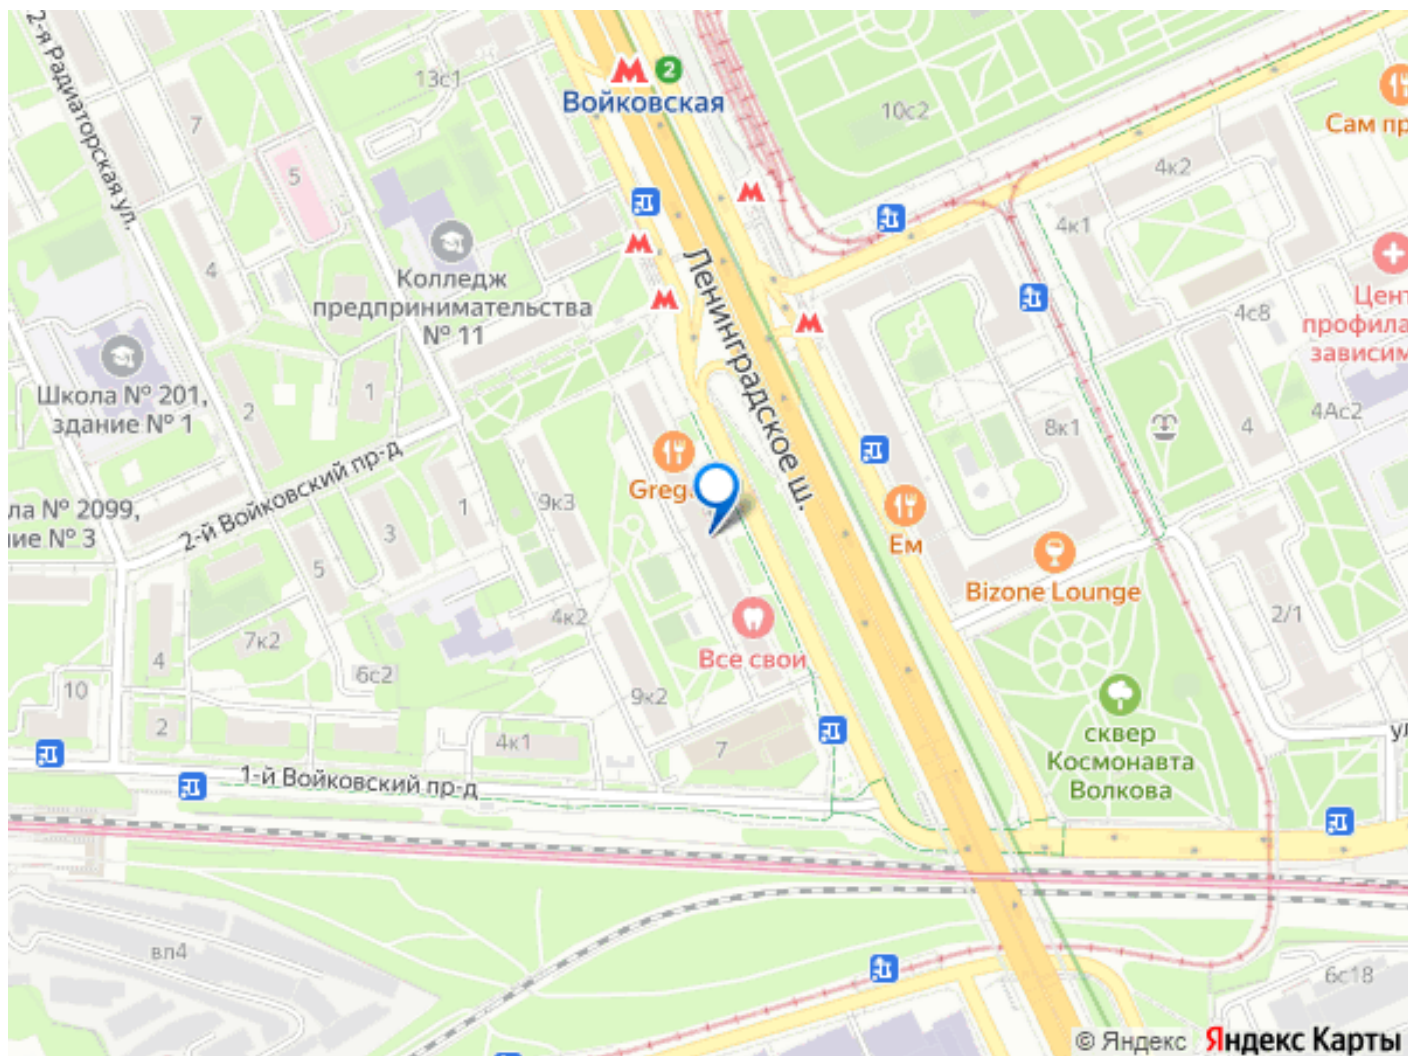 2-я Радиаторская ул.
13с1
2
Войковская
10с2
7
Сам пр
5
4к2
4к1
4
Колледж
предпринимательства
№ 11
Ленинградское ш.
4с8
Цент
профила
зависим
Школа № 201,
здание № 1
1
2
4Ас2
8к1
4
2-й Войковский пр-д
Greg
9к3
1
ла № 2099,
ие № 3
3
Ем
5
Bizone Lounge
2/1
7к2
4к2
Все свои
4
6с2
10
9к2
2
4к1
7
сквер
Космонавта
Волкова
ул
1-й Войковский пр-д
вл4
6с18
© Яндекс Яндекс Карты